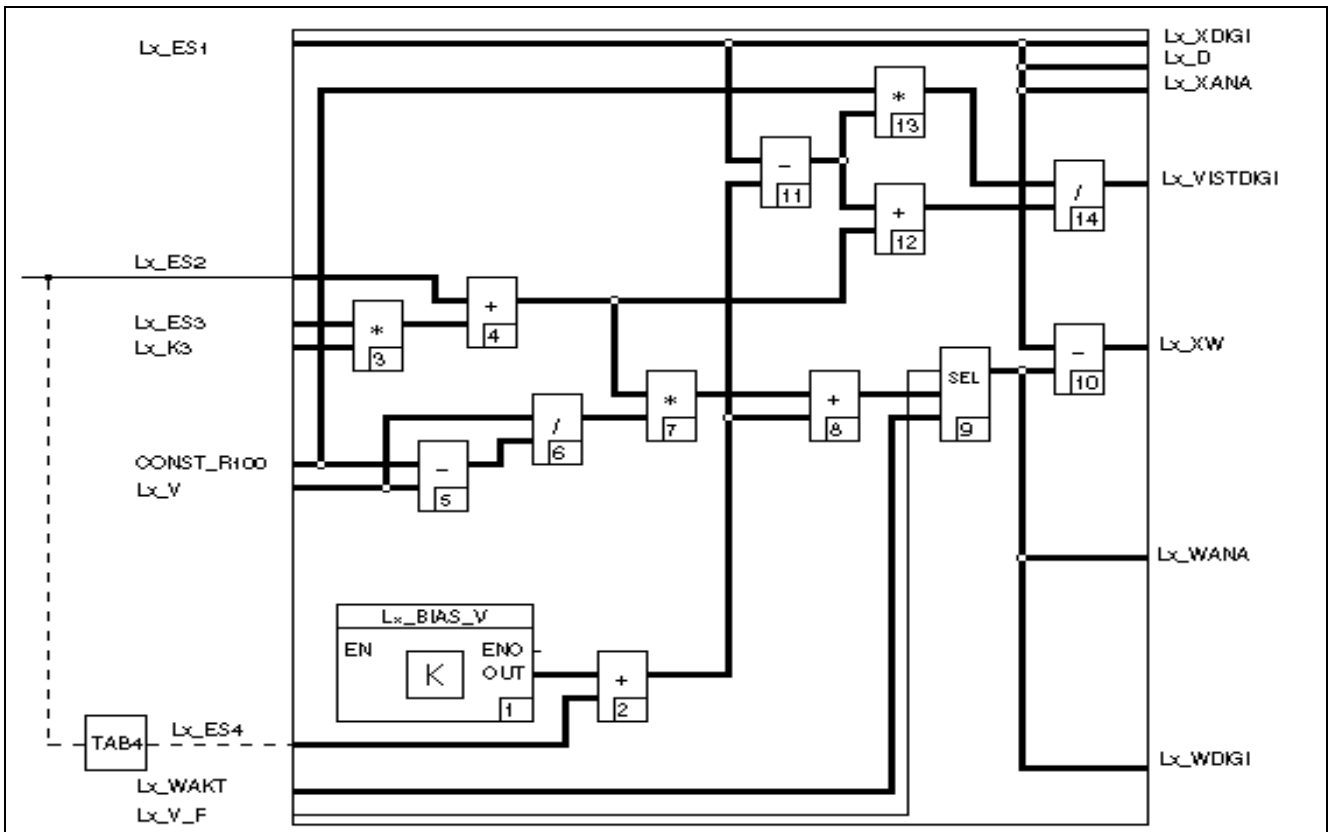 Lx_ES1
Lx_XDIGI
Lx_D
Lx_XANA
*
13
-
11
/
14
Lx_VISTDIGI
+
12
Lx_ES2
+
4
Lx_ES3
*
3
Lx_K3
-
10
Lx_XW
SEL
9
*
7
+
8
/
6
CONST_R100
-
5
Lx_V
Lx_WANA
Lx_BIAS_V
EN
ENO
K
OUT
1
+
2
TAB4
Lx_ES4
Lx_WDIGI
Lx_WAKT
Lx_V_F